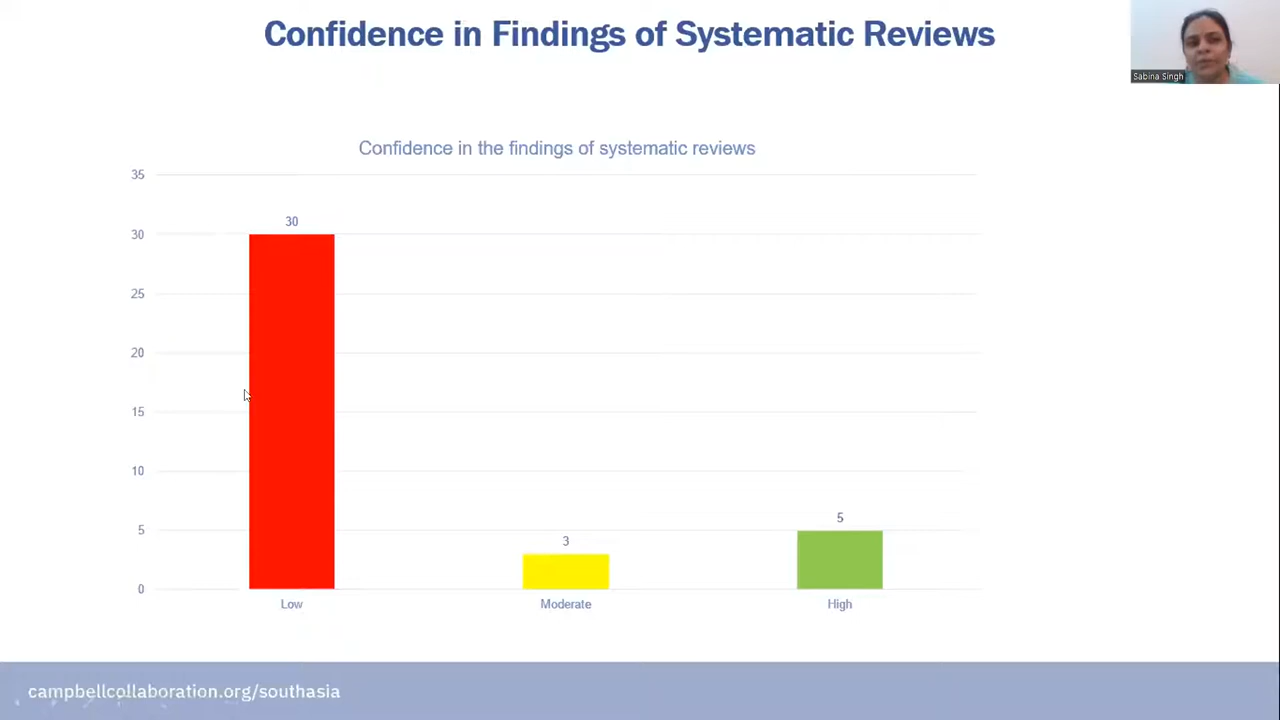 Confidence in Findings of Systematic Reviews
Sabina Singh
Confidence in the findings of systematic reviews
35
30
30
25
20
15
10
5
5
3
0
Low
Moderate
High
campbellcollaboration.org/southasia